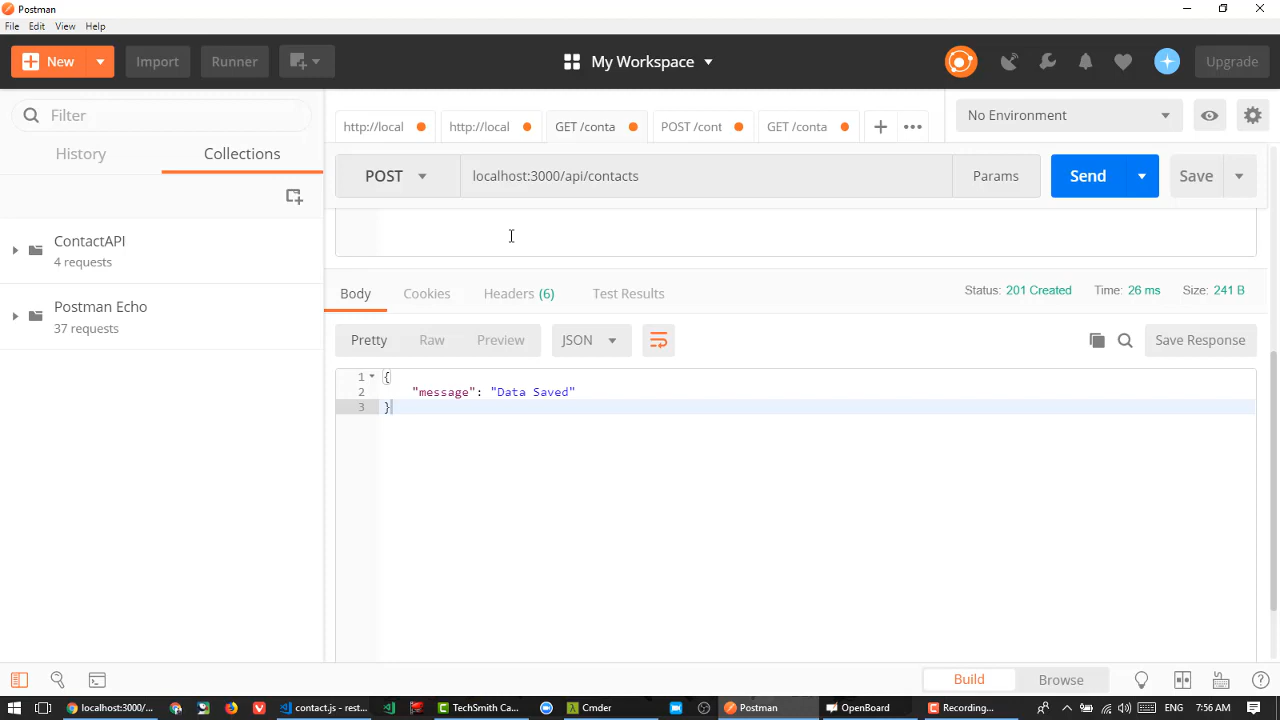 Postman
File Edit View Help
New Import Runner My Workspace Upgrade
Filter
History Collections
ContactAPI
4 requests
Postman Echo
37 requests
http://local http://local GET /conta POST /cont GET /conta
No Environment
POST localhost:3000/api/contacts Params Send Save
Body Cookies Headers (6) Test Results Status: 201 Created Time: 26 ms Size: 241 B
Pretty Raw Preview JSON Save Response
1 {
2 "message": "Data Saved"
3 }
Build Browse
localhost:3000/... contact.js - rest... TechSmith Ca... Cmder Postman OpenBoard Recording... ENG 7:56 AM